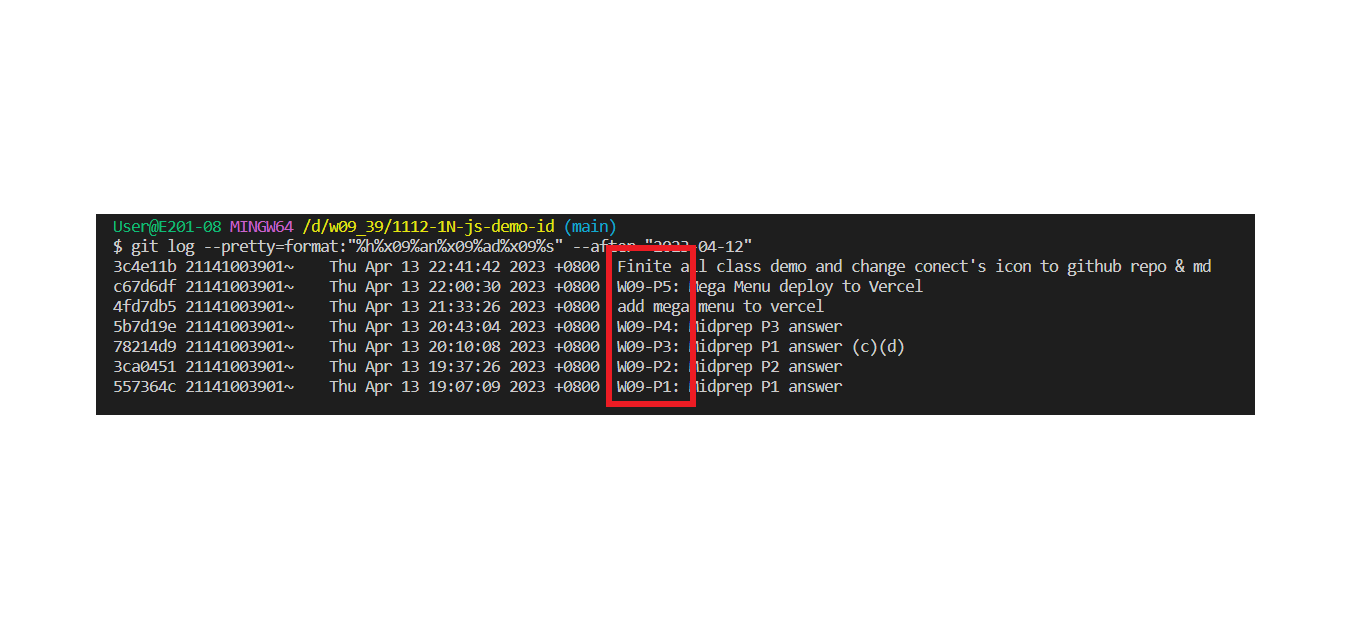 User@E201-08 MINGW64 /d/w09_39/1112-1N-js-demo-id (main)
$ git log --pretty=format:"%h%x09%an%x09%ad%x09%s" --after "2023-04-12"
3c4e11b 21141003901~ Thu Apr 13 22:41:42 2023 +0800 Finite all class demo and change conect's icon to github repo & md
c67d6df 21141003901~ Thu Apr 13 22:00:30 2023 +0800 W09-P5: Mega Menu deploy to Vercel
4fd7db5 21141003901~ Thu Apr 13 21:33:26 2023 +0800 add mega menu to vercel
5b7d19e 21141003901~ Thu Apr 13 20:43:04 2023 +0800 W09-P4: Midprep P3 answer
78214d9 21141003901~ Thu Apr 13 20:10:08 2023 +0800 W09-P3: Midprep P1 answer (c)(d)
3ca0451 21141003901~ Thu Apr 13 19:37:26 2023 +0800 W09-P2: Midprep P2 answer
557364c 21141003901~ Thu Apr 13 19:07:09 2023 +0800 W09-P1: Midprep P1 answer